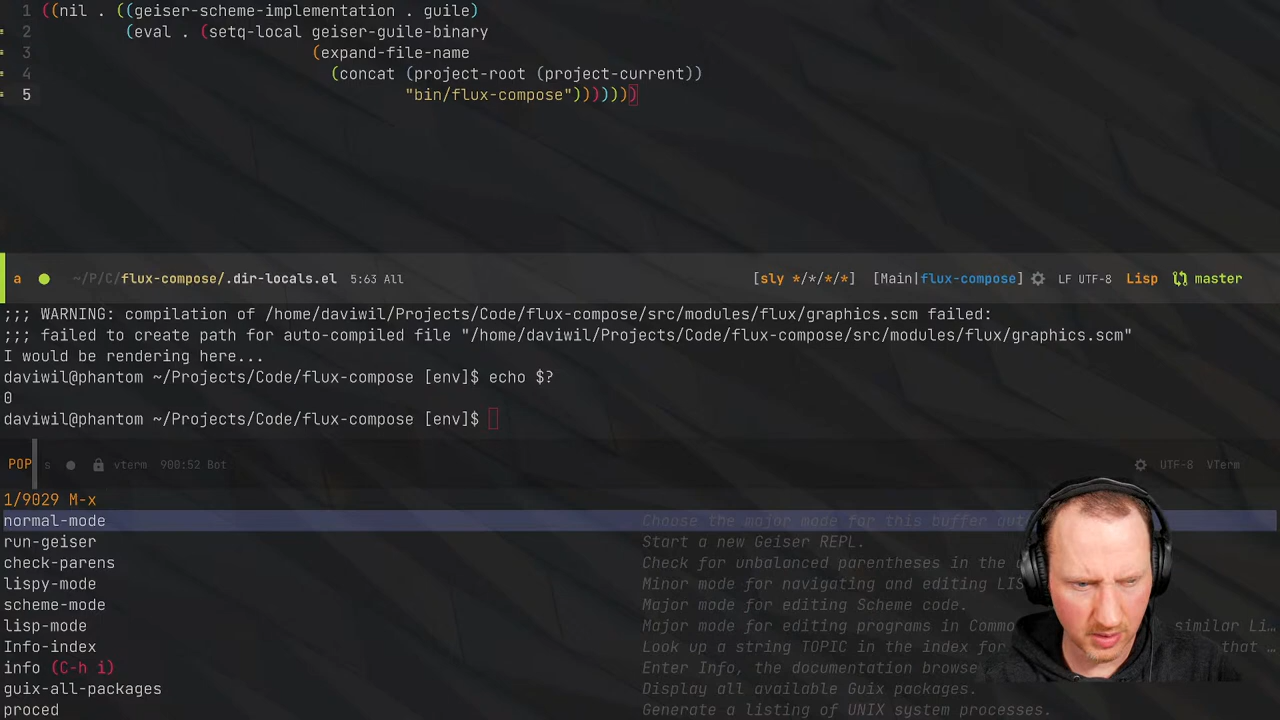 1 ((nil . ((geiser-scheme-implementation . guile)
2 (eval . (setq-local geiser-guile-binary
3 (expand-file-name
4 (concat (project-root (project-current))
5 "bin/flux-compose")))))))
a ~/P/C/flux-compose/.dir-locals.el 5:63 All [sly */*/*/*] [Main|flux-compose] LF UTF-8 Lisp master
;;; WARNING: compilation of /home/daviwil/Projects/Code/flux-compose/src/modules/flux/graphics.scm failed:
;;; failed to create path for auto-compiled file "/home/daviwil/Projects/Code/flux-compose/src/modules/flux/graphics.scm"
I would be rendering here...
daviwil@phantom ~/Projects/Code/flux-compose [env]$ echo $?
0
daviwil@phantom ~/Projects/Code/flux-compose [env]$
POP s vterm 900:52 Bot UTF-8 VTerm
1/9029 M-x
normal-mode Choose the major mode for this buffer
run-geiser Start a new Geiser REPL.
check-parens Check for unbalanced parentheses in the
lispy-mode Minor mode for navigating and editing
scheme-mode Major mode for editing Scheme code.
lisp-mode Major mode for editing programs in similar
Info-index Look up a string TOPIC in the index for that …
info (C-h i) Enter Info, the documentation
guix-all-packages Display all available Guix packages.
proced Generate a listing of UNIX system processes.